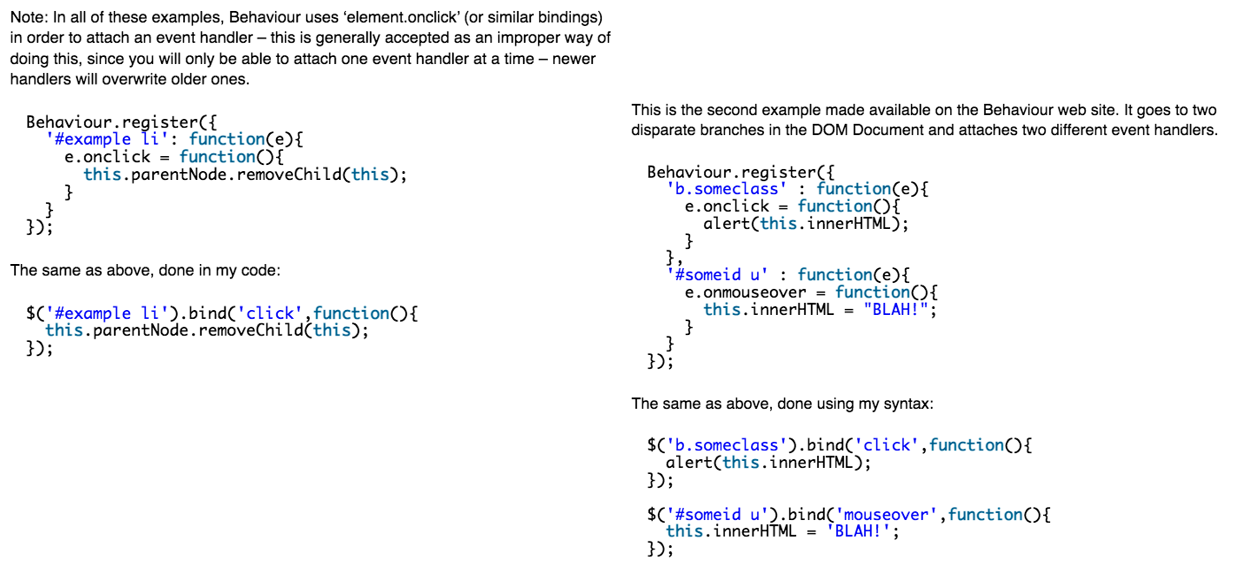 Note: In all of these examples, Behaviour uses ‘element.onclick’ (or similar bindings)
in order to attach an event handler – this is generally accepted as an improper way of
doing this, since you will only be able to attach one event handler at a time – newer
handlers will overwrite older ones.
Behaviour.register({
'#example li': function(e){
e.onclick = function(){
this.parentNode.removeChild(this);
}
}
});
The same as above, done in my code:
$('#example li').bind('click',function(){
this.parentNode.removeChild(this);
});
This is the second example made available on the Behaviour web site. It goes to two
disparate branches in the DOM Document and attaches two different event handlers.
Behaviour.register({
'b.someclass' : function(e){
e.onclick = function(){
alert(this.innerHTML);
}
},
'#someid u' : function(e){
e.onmouseover = function(){
this.innerHTML = "BLAH!";
}
}
});
The same as above, done using my syntax:
$('b.someclass').bind('click',function(){
alert(this.innerHTML);
});
$('#someid u').bind('mouseover',function(){
this.innerHTML = 'BLAH!';
});